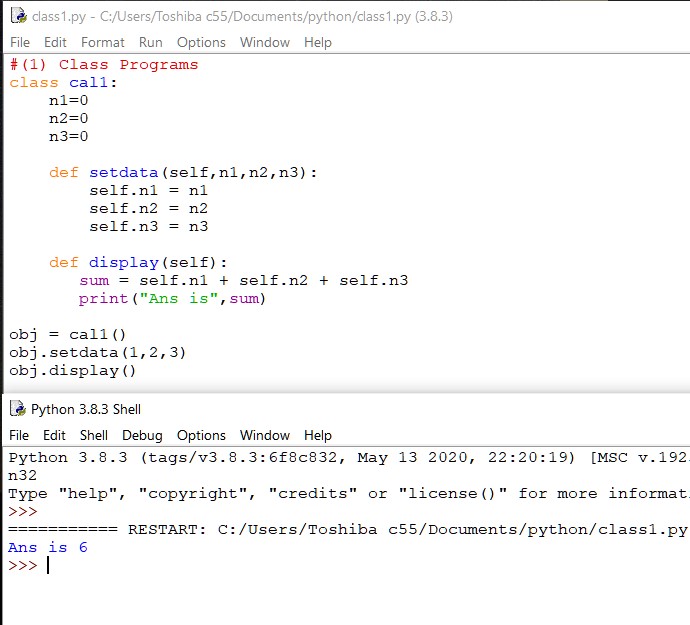 class1.py - C:/Users/Toshiba c55/Documents/python/class1.py (3.8.3)
File Edit Format Run Options Window Help
#(1) Class Programs
class call:
    n1=0
    n2=0
    n3=0
    def setdata(self,n1,n2,n3):
        self.n1 = n1
        self.n2 = n2
        self.n3 = n3
    def display(self):
       sum = self.n1 + self.n2 + self.n3
       print("Ans is",sum)
obj = call()
obj.setdata(1,2,3)
obj.display()
Python 3.8.3 Shell
File Edit Shell Debug Options Window Help
Python 3.8.3 (tags/v3.8.3:6f8c832, May 13 2020, 22:20:19) [MSC v.192
n32
Type "help", "copyright", "credits" or "license()" for more informat
>>>
=========== RESTART: C:/Users/Toshiba c55/Documents/python/class1.py
Ans is 6
>>>